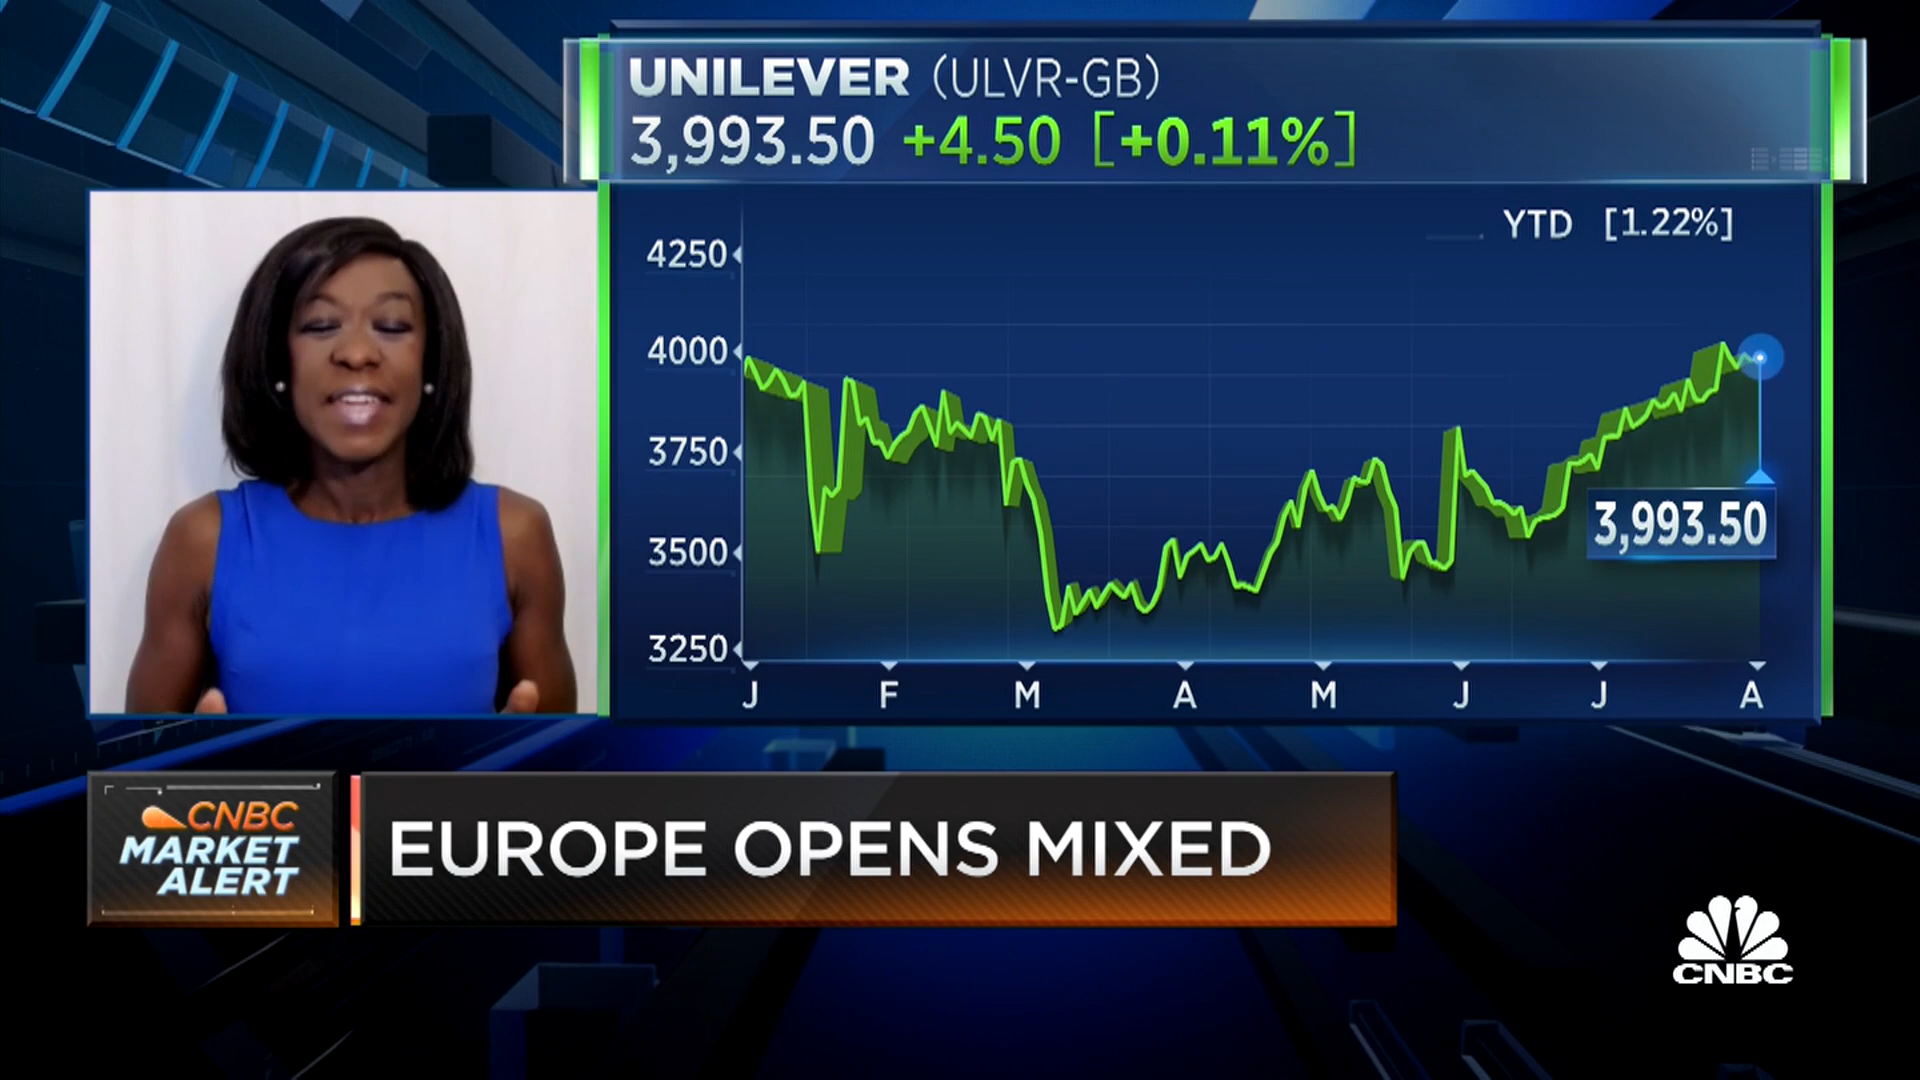 UNILEVER (ULVR-GB)
3,993.50 +4.50 [+0.11%]
YTD [1.22%]
4250
4000
3750
3500
3250
3,993.50
J F M A M J J A
CNBC
MARKET
ALERT
EUROPE OPENS MIXED
CNBC